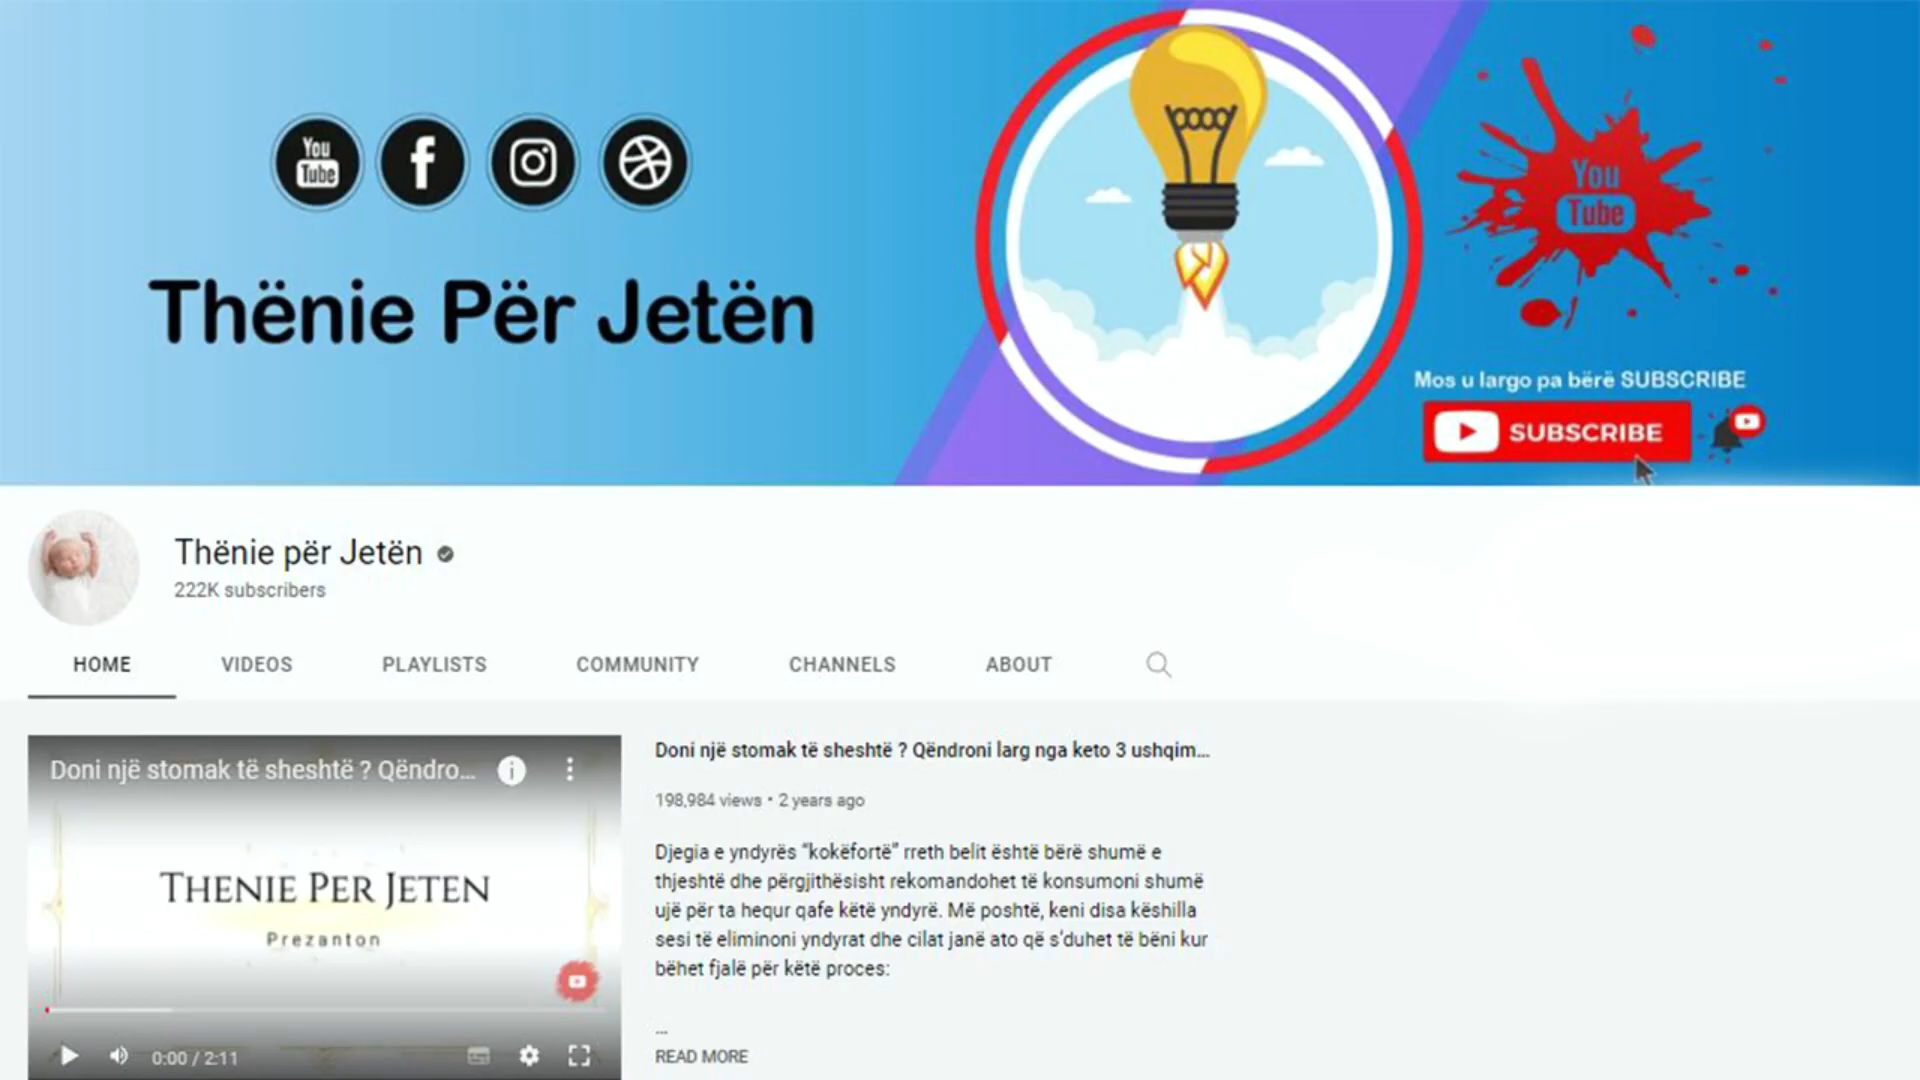 You
Tube
f
Thënie Për Jetën
You
Tube
Mos u largo pa bërë SUBSCRIBE
SUBSCRIBE
Thënie për Jetën
222K subscribers
HOME VIDEOS PLAYLISTS COMMUNITY CHANNELS ABOUT
Doni një stomak të sheshtë ? Qëndro...
THENIE PER JETEN
Prezanton
0:00 / 2:11
Doni një stomak të sheshtë ? Qëndroni larg nga keto 3 ushqim...
198,984 views • 2 years ago
Djegia e yndyrës “kokëfortë” rreth belit është bërë shumë e
thjeshtë dhe përgjithësisht rekomandohet të konsumoni shumë
ujë për ta hequr qafe këtë yndyrë. Më poshtë, keni disa këshilla
sesi të eliminoni yndyrat dhe cilat janë ato që s'duhet të bëni kur
bëhet fjalë për këtë proces:
...
READ MORE